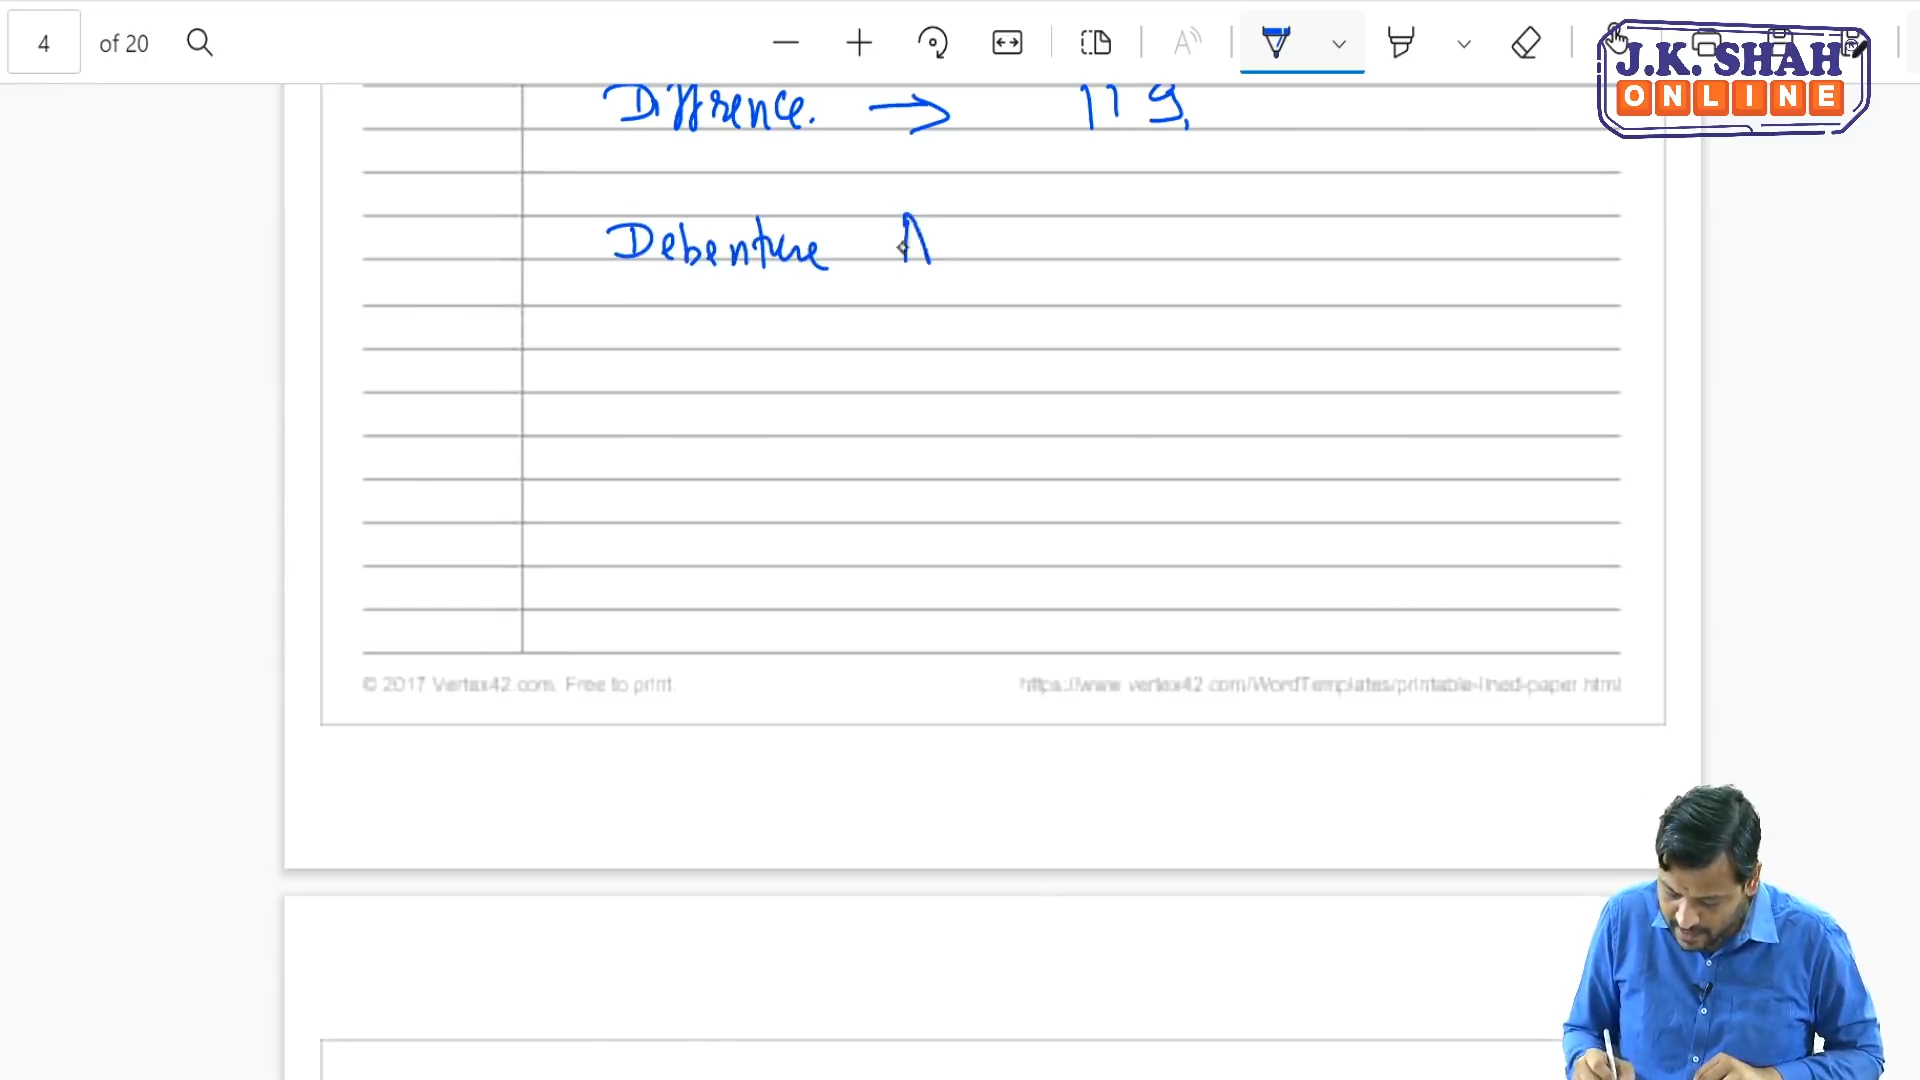 4 of 20
J.K. SHAH
ONLINE
Diffrence. →
Debenture A
© 2017 Vertex42.com. Free to print.
https://www.vertex42.com/WordTemplates/printable-lined-paper.html